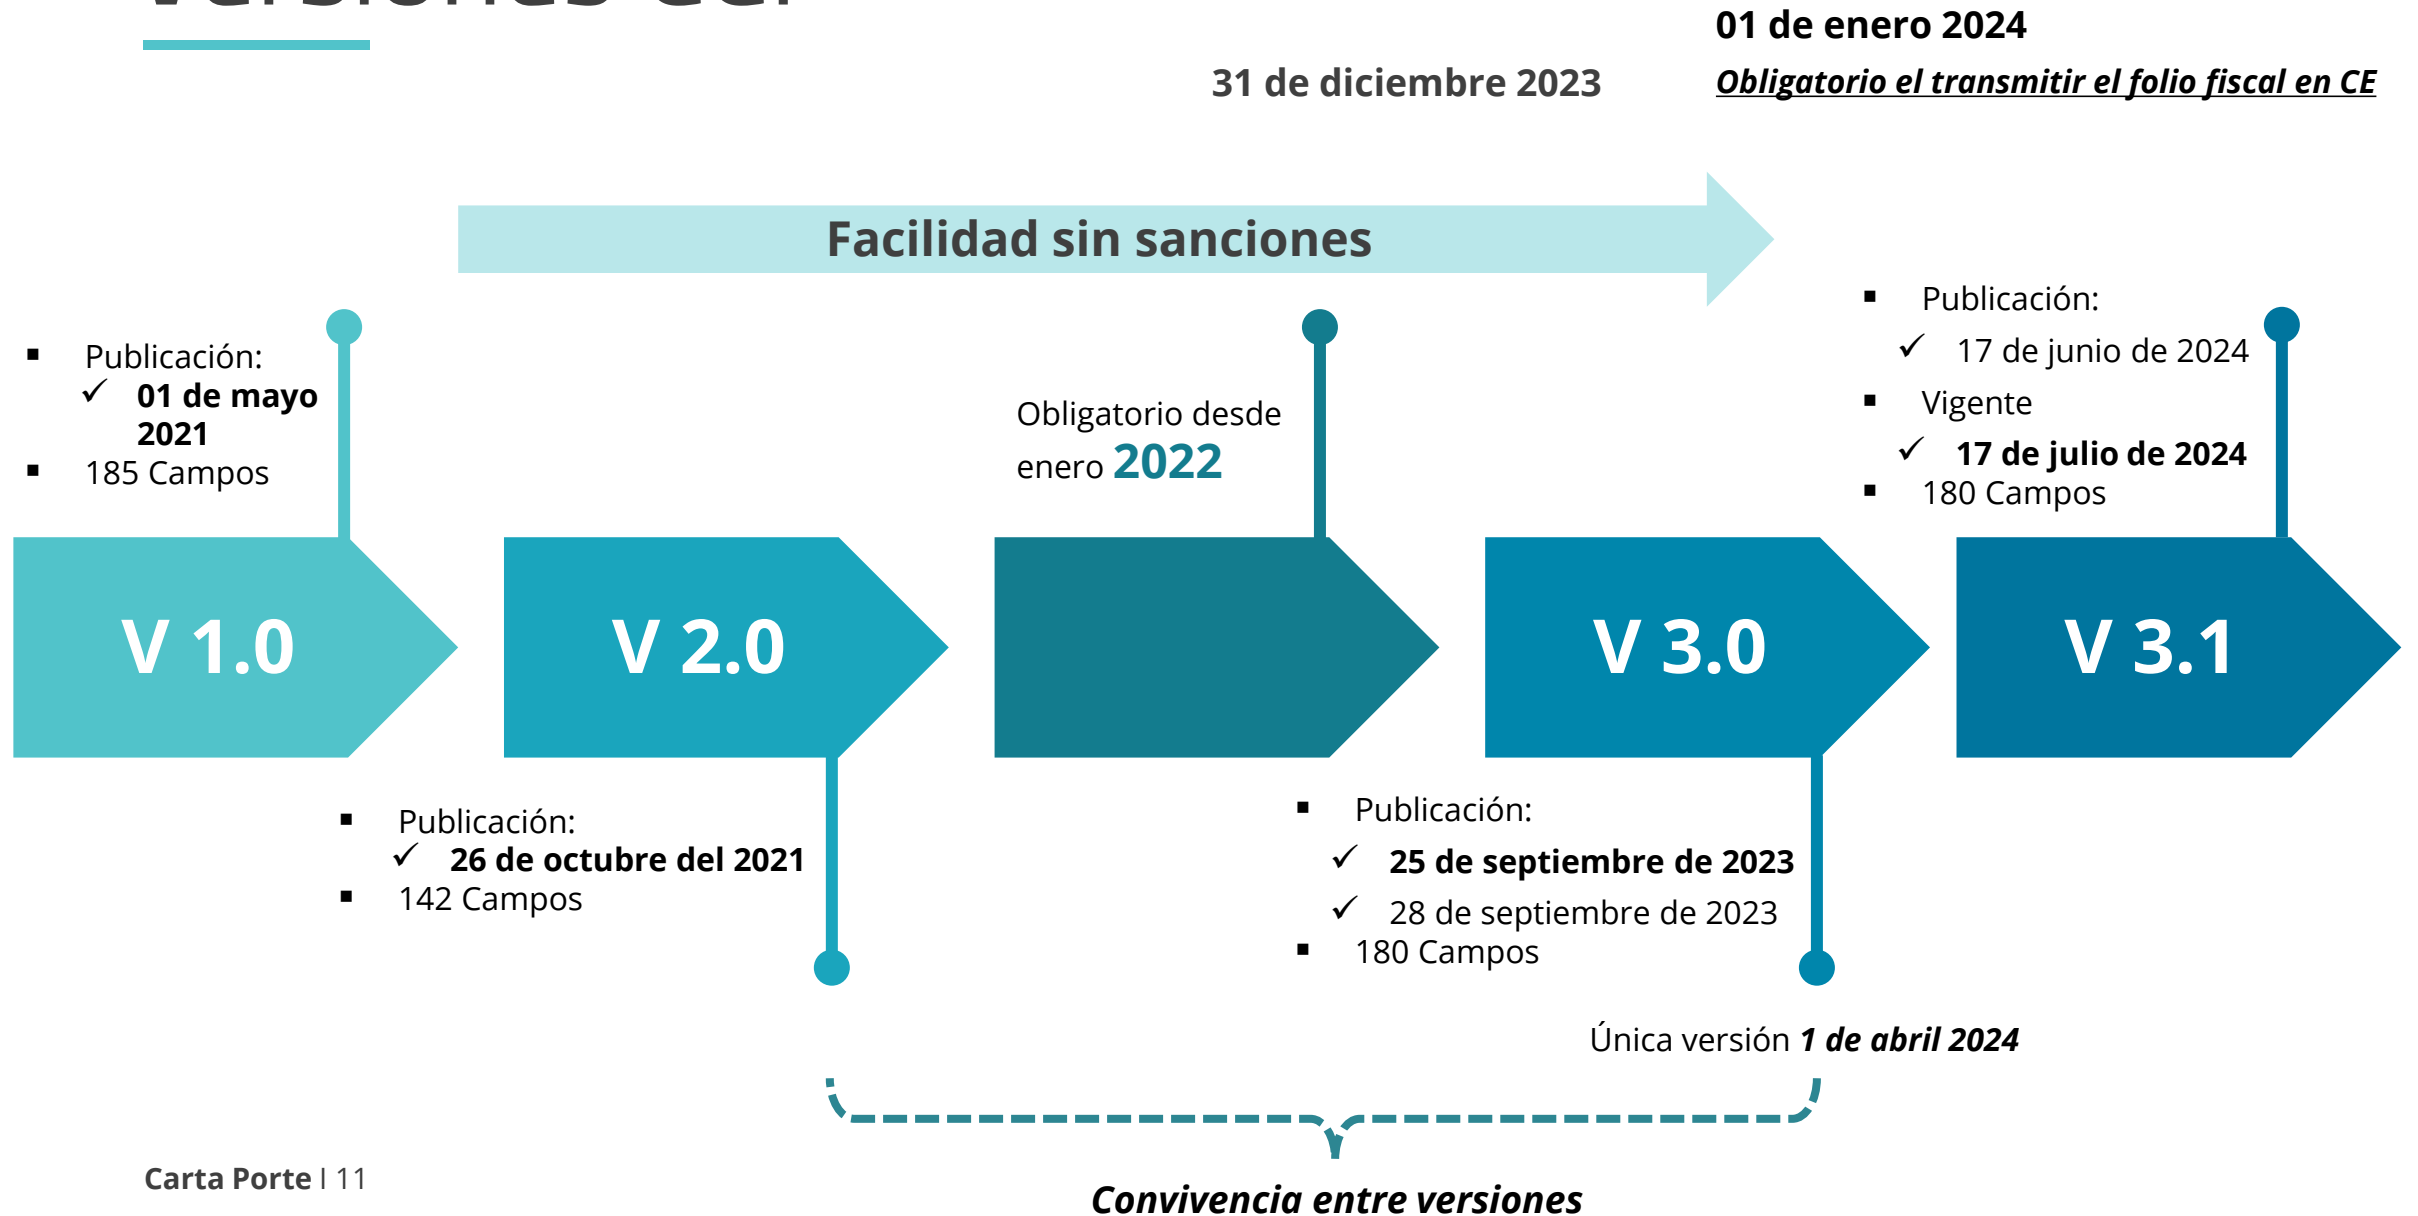 31 de diciembre 2023
01 de enero 2024
Obligatorio el transmitir el folio fiscal en CE
Facilidad sin sanciones
Publicación:
01 de mayo
2021
185 Campos
Obligatorio desde
enero 2022
Publicación:
17 de junio de 2024
Vigente
17 de julio de 2024
180 Campos
V 1.0
V 2.0
V 3.0
V 3.1
Publicación:
26 de octubre del 2021
142 Campos
Publicación:
25 de septiembre de 2023
28 de septiembre de 2023
180 Campos
Única versión 1 de abril 2024
Convivencia entre versiones
Carta Porte I 11